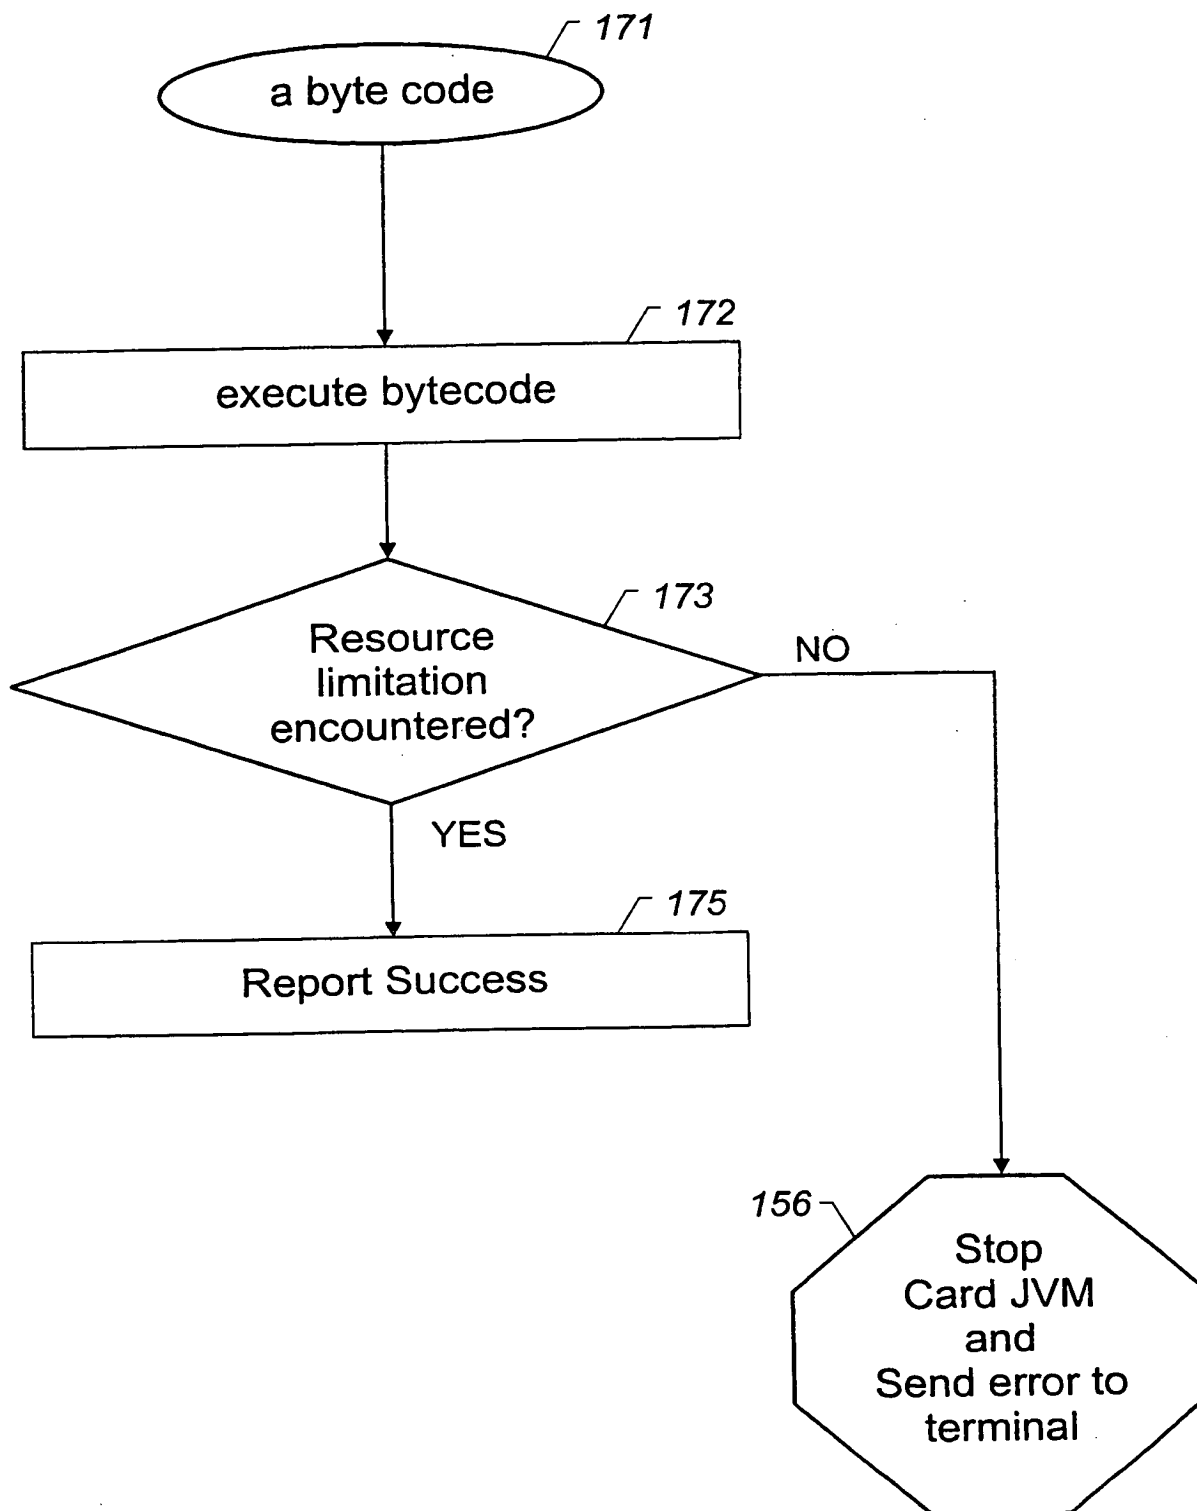 171
a byte code
172
execute bytecode
173
Resource
limitation
encountered?
NO
YES
175
Report Success
156
Stop
Card JVM
and
Send error to
terminal